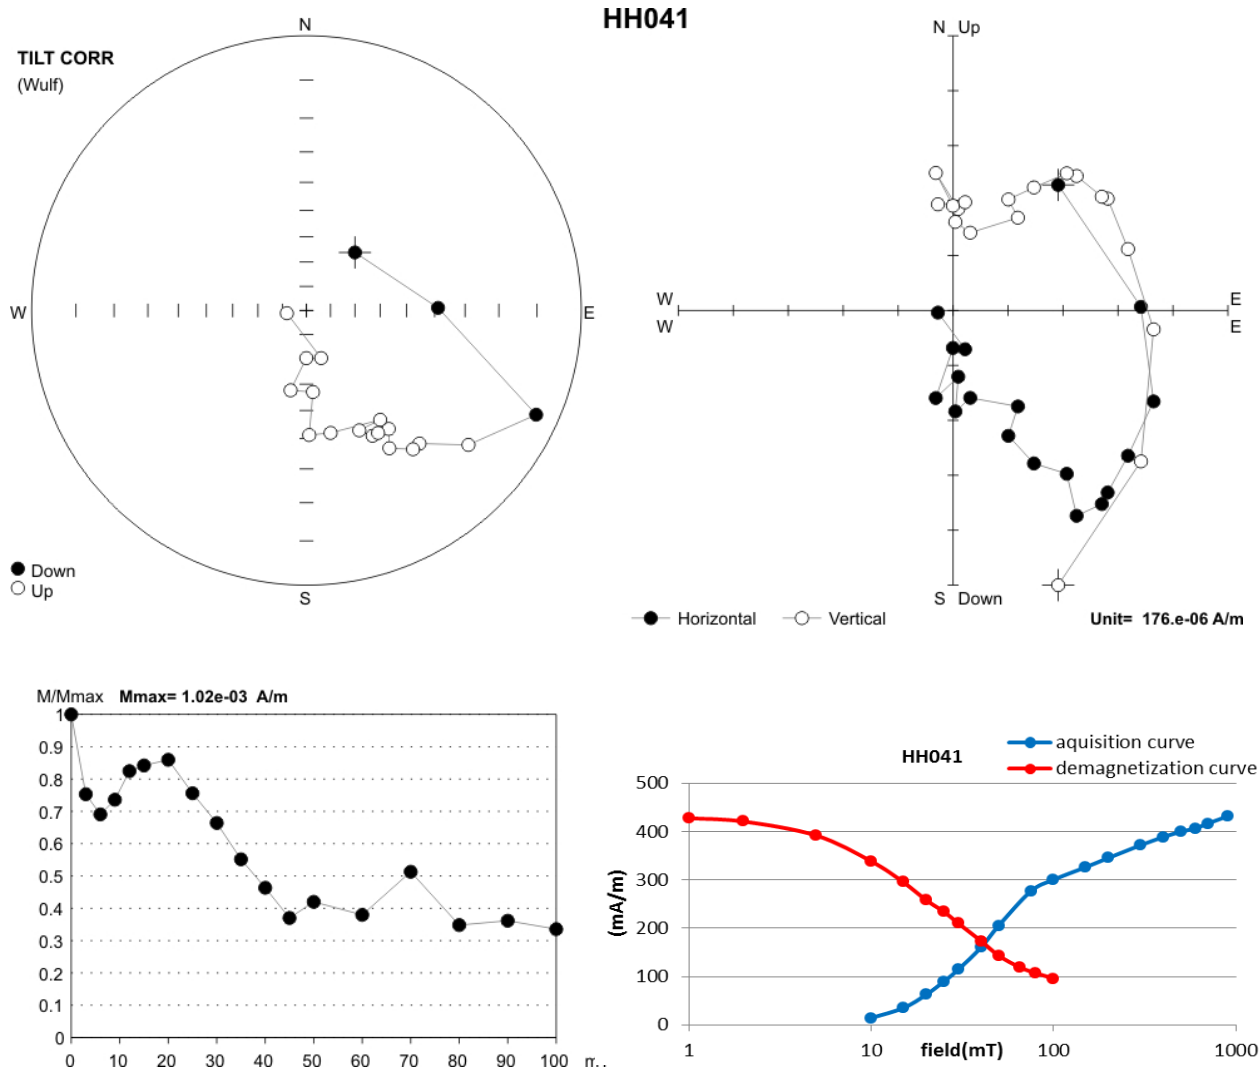 HH041
TILT CORR
(Wulf)
N
W
E
S
Down
Up
N Up
W
W
E
E
S Down
Horizontal
Vertical
Unit= 176.e-06 A/m
M/Mmax Mmax= 1.02e-03 A/m
1
0.9
0.8
0.7
0.6
0.5
0.4
0.3
0.2
0.1
0
0 10 20 30 40 50 60 70 80 90 100
HH041
aquisition curve
demagnetization curve
(mA/m)
500
400
300
200
100
0
1 10 100 1000
field(mT)